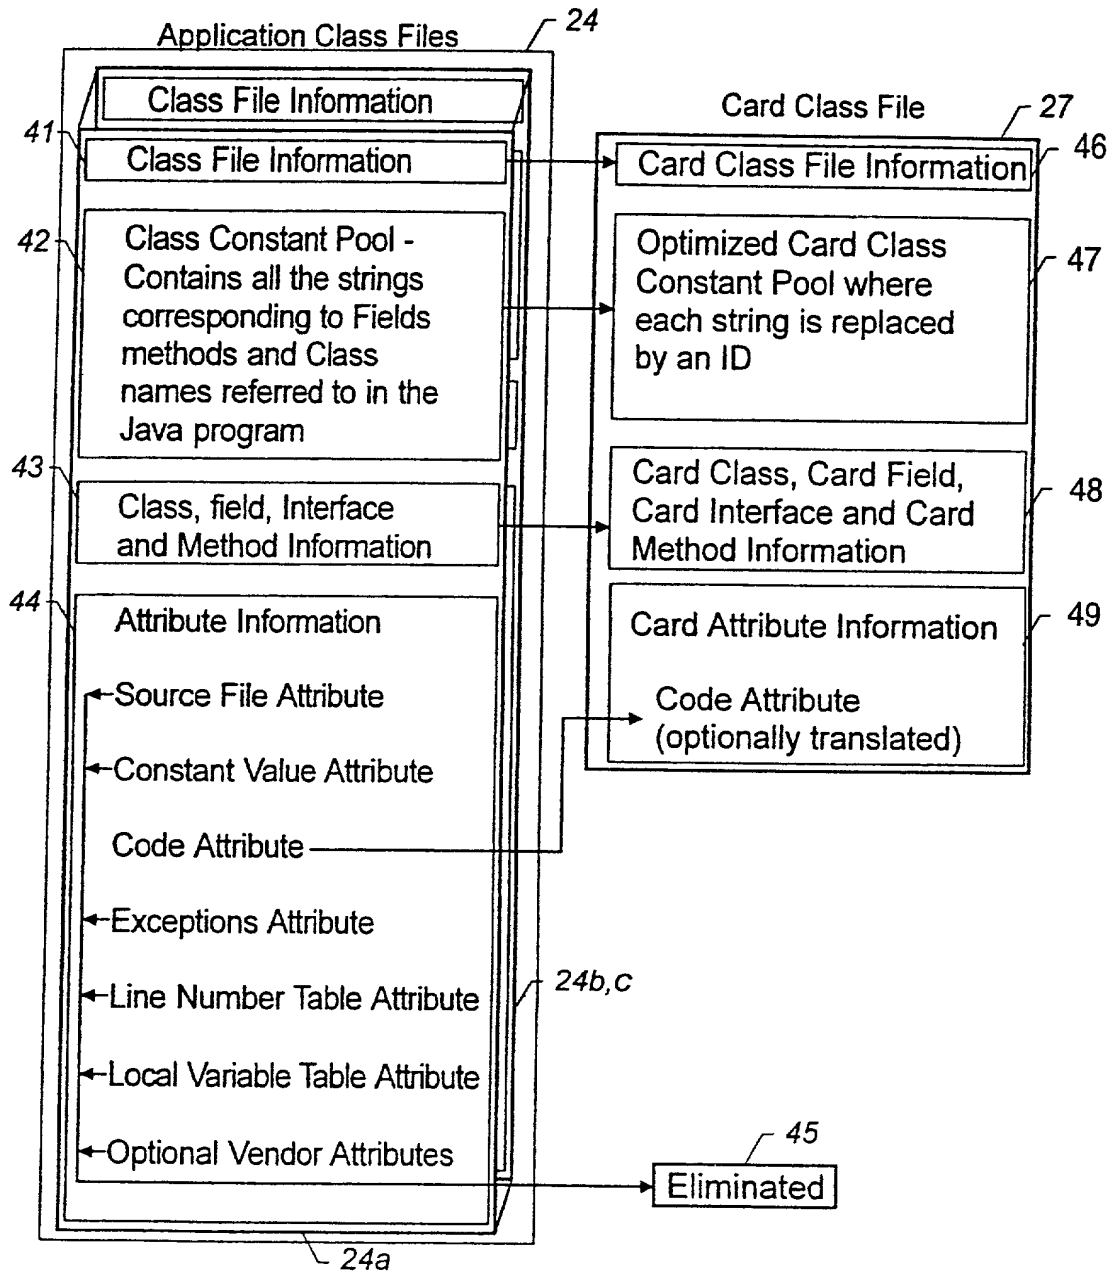 Application Class Files
24
Class File Information
41
Class File Information
42
Class Constant Pool -
Contains all the strings
corresponding to Fields
methods and Class
names referred to in the
Java program
43
Class, field, Interface
and Method Information
44
Attribute Information
Source File Attribute
Constant Value Attribute
Code Attribute
Exceptions Attribute
Line Number Table Attribute
Local Variable Table Attribute
Optional Vendor Attributes
24b,c
24a
Card Class File
27
Card Class File Information
46
Optimized Card Class
Constant Pool where
each string is replaced
by an ID
47
Card Class, Card Field,
Card Interface and Card
Method Information
48
Card Attribute Information
49
Code Attribute
(optionally translated)
45
Eliminated